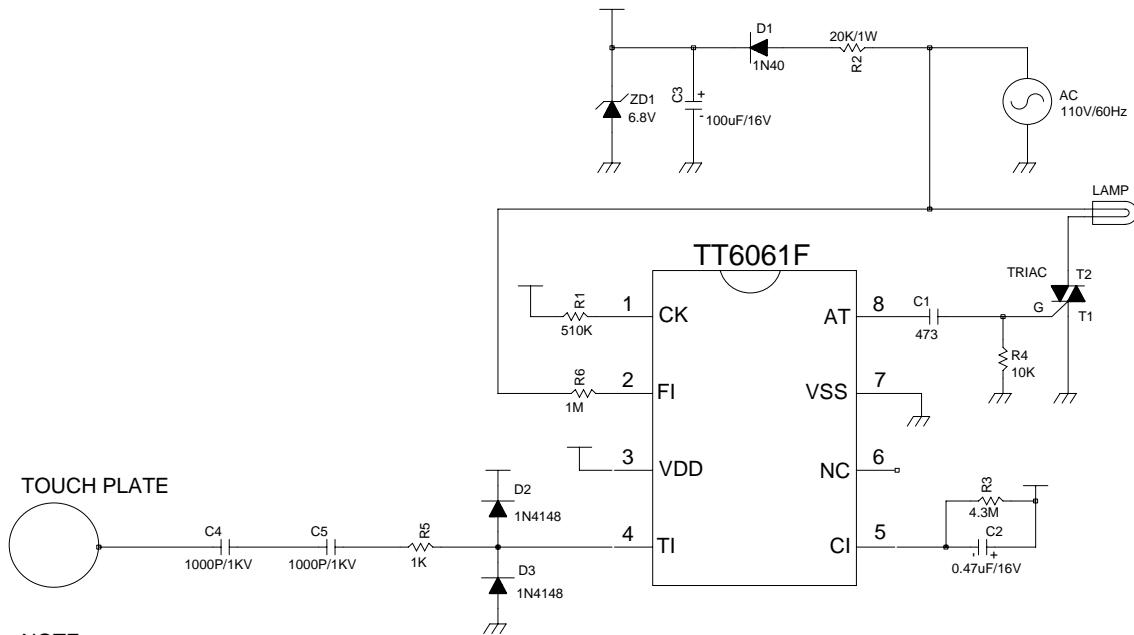 D1
1N40
20K/1W
R2
ZD1
6.8V
C3
+
-
100uF/16V
AC
110V/60Hz
LAMP
TT6061F
TRIAC
T2
G
T1
R1
510K
1
CK
AT
8
C1
473
R4
10K
R6
1M
2
FI
VSS
7
3
VDD
NC
6
TOUCH PLATE
D2
1N4148
R3
4.3M
C4
1000P/1KV
C5
1000P/1KV
R5
1K
4
TI
CI
5
C2
- +
0.47uF/16V
D3
1N4148